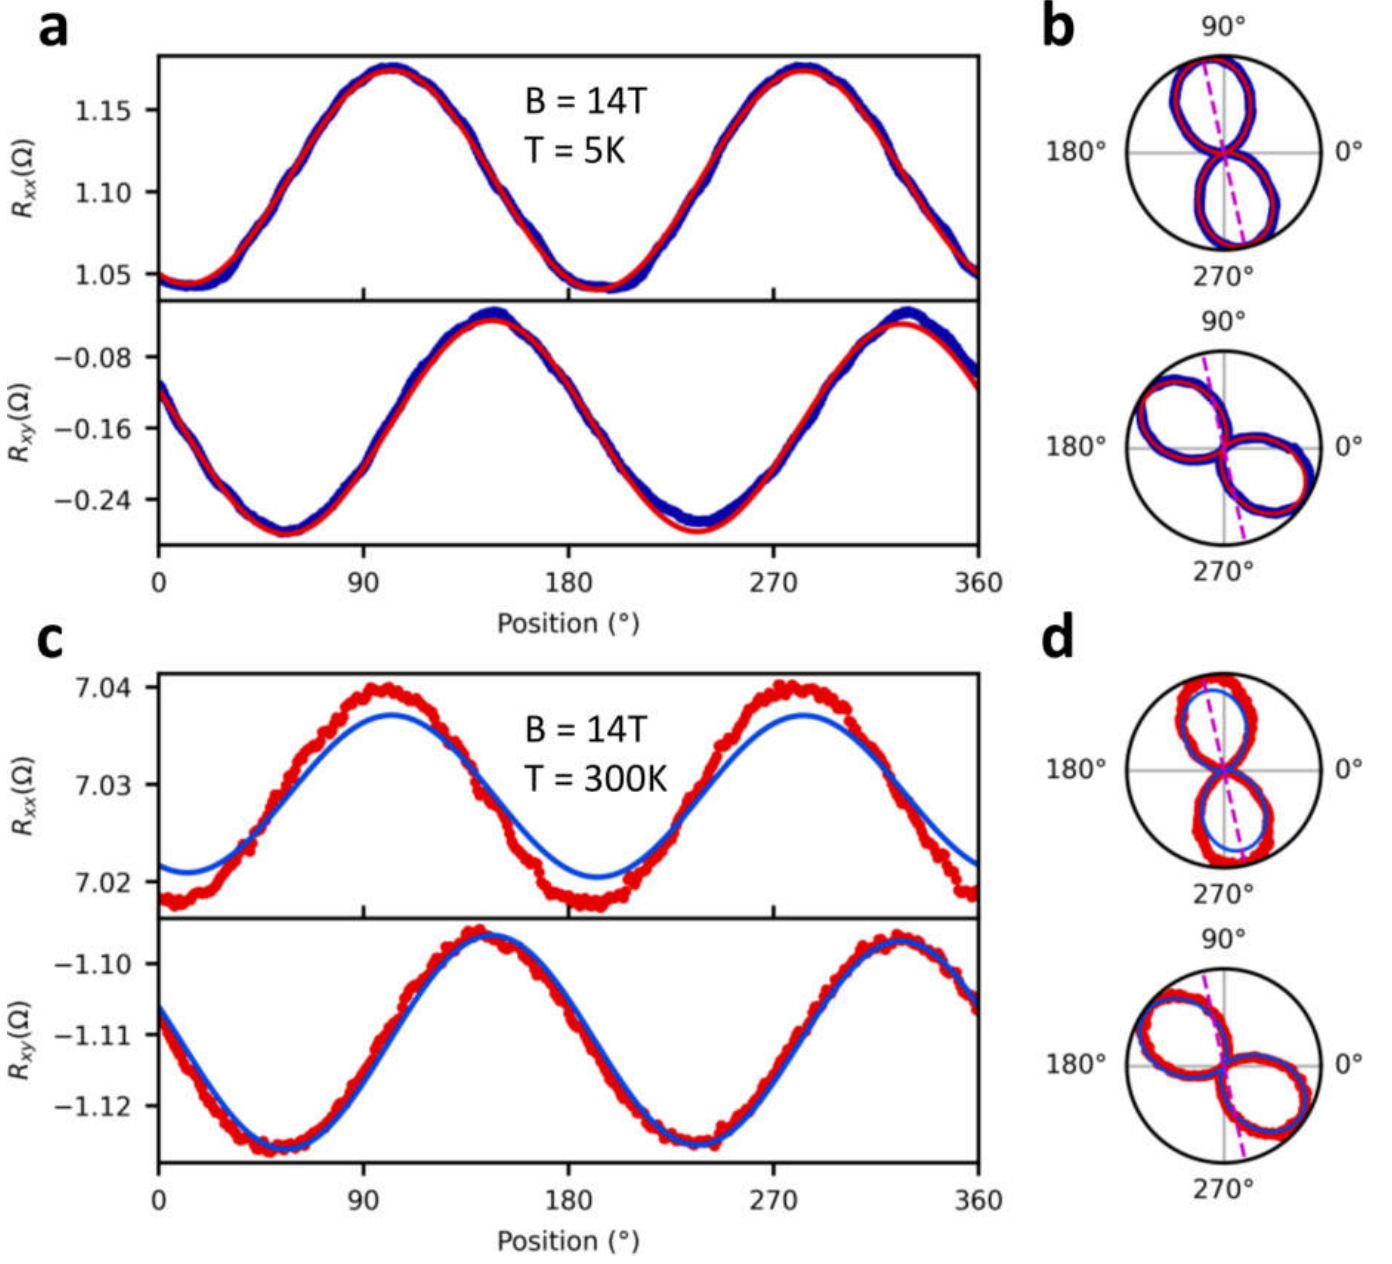 a
1.15
1.10
1.05
Rxx(Ω)
B = 14T
T = 5K
−0.08
−0.16
−0.24
Rxy(Ω)
0 90 180 270 360
Position (°)
b
90°
180° 0°
270°
90°
180° 0°
270°
c
7.04
7.03
7.02
Rxx(Ω)
B = 14T
T = 300K
−1.10
−1.11
−1.12
Rxy(Ω)
0 90 180 270 360
Position (°)
d
180° 0°
270°
90°
180° 0°
270°